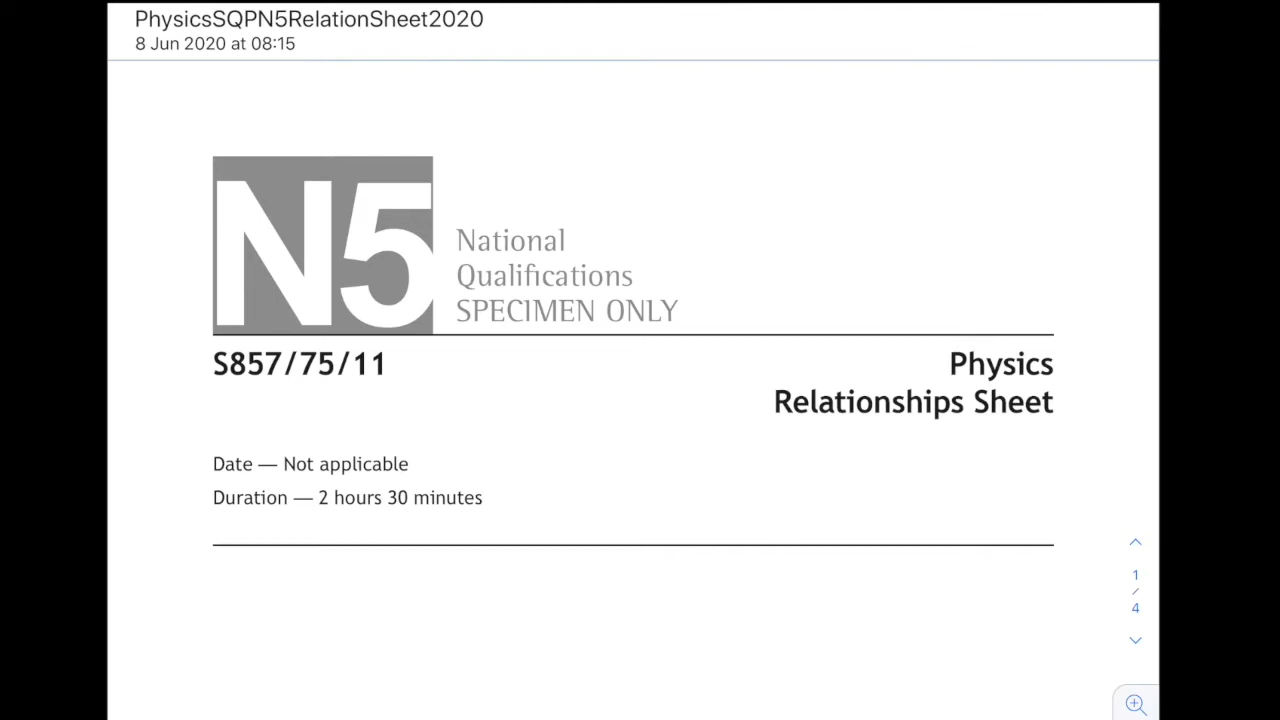 PhysicsSQPN5RelationSheet2020
8 Jun 2020 at 08:15
N5
National
Qualifications
SPECIMEN ONLY
S857/75/11
Physics
Relationships Sheet
Date — Not applicable
Duration — 2 hours 30 minutes
1
/
4